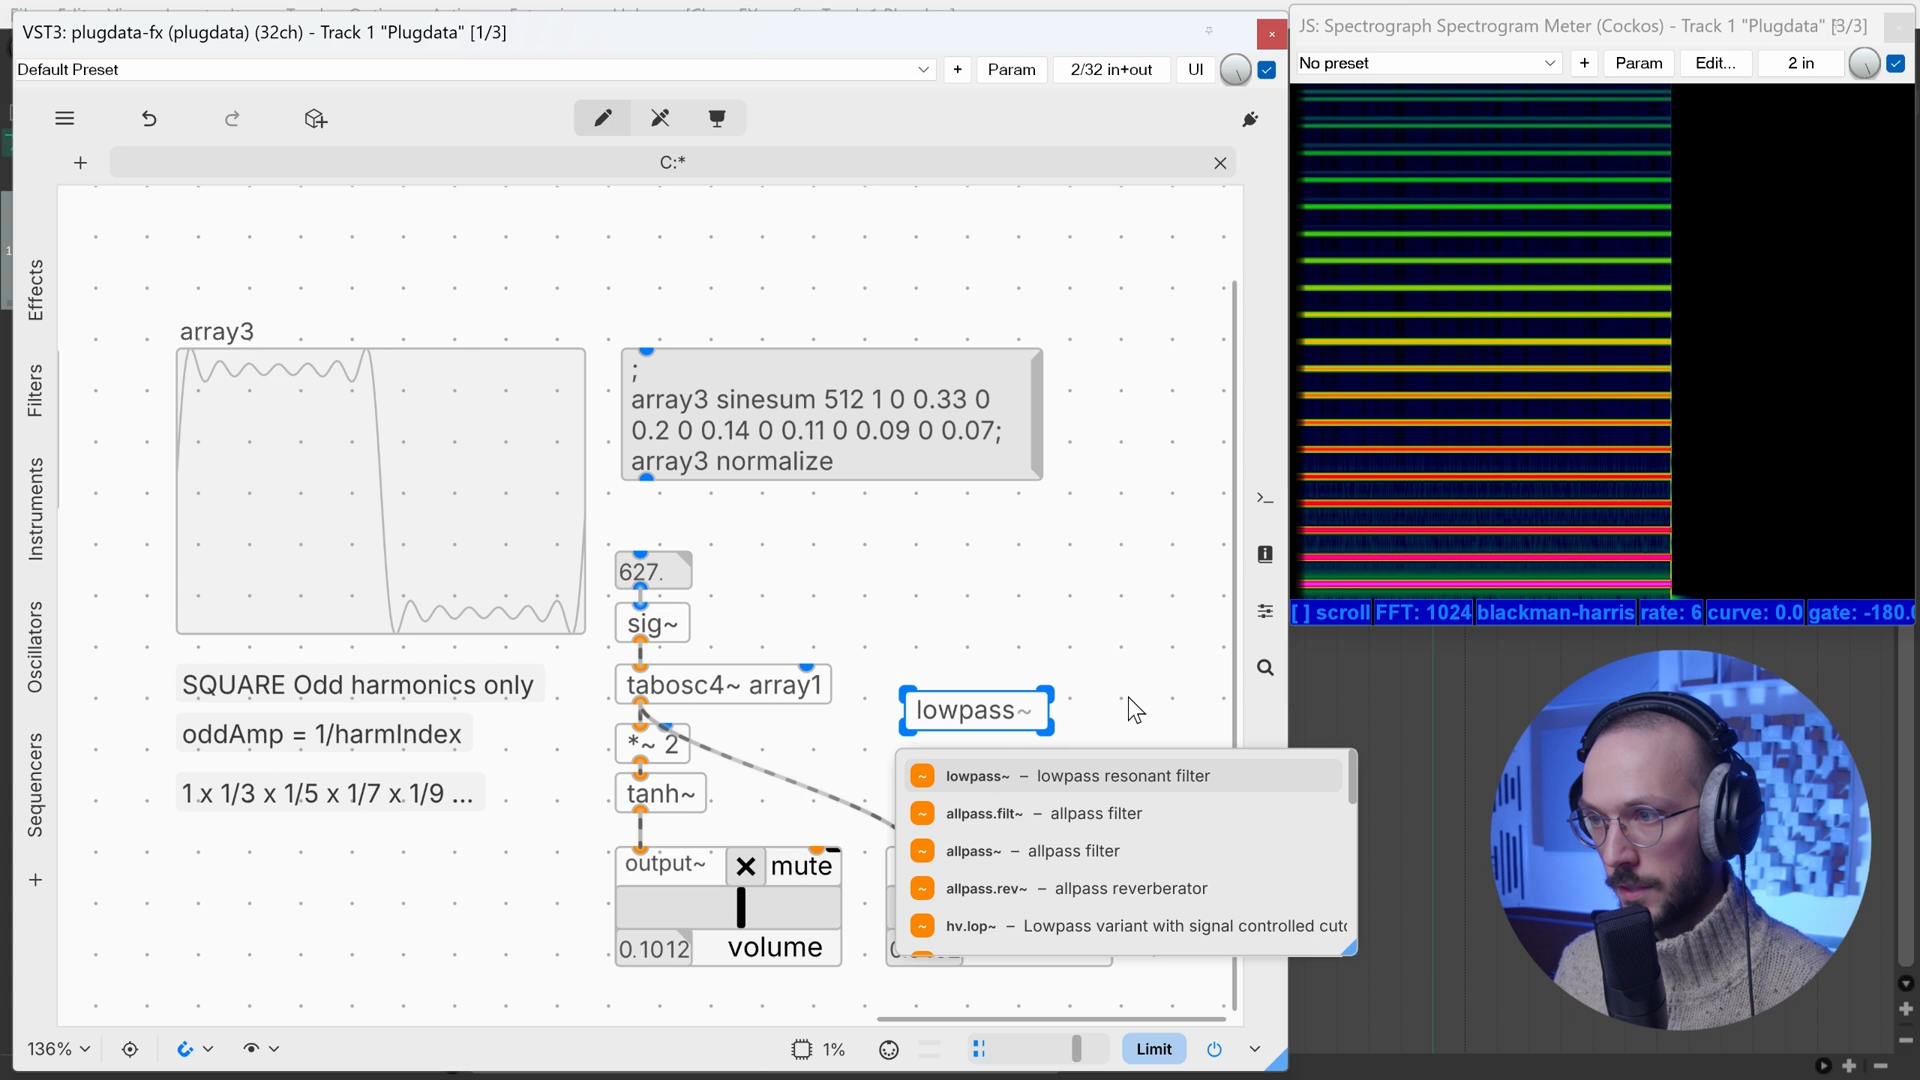 VST3: plugdata-fx (plugdata) (32ch) - Track 1 "Plugdata" [1/3]
Default Preset
+
Param
2/32 in+out
UI
C:*
Effects
Filters
Instruments
Oscillators
Sequencers
array3
;
array3 sinesum 512 1 0 0.33 0
0.2 0 0.14 0 0.11 0 0.09 0 0.07;
array3 normalize
627.
sig~
tabosc4~ array1
*~ 2
tanh~
output~
mute
0.1012
volume
SQUARE Odd harmonics only
oddAmp = 1/harmIndex
1 x 1/3 x 1/5 x 1/7 x 1/9 ...
lowpass~
lowpass~ – lowpass resonant filter
allpass.filt~ – allpass filter
allpass~ – allpass filter
allpass.rev~ – allpass reverberator
hv.lop~ – Lowpass variant with signal controlled cut
136%
1%
Limit
JS: Spectrograph Spectrogram Meter (Cockos) - Track 1 "Plugdata" [3/3]
No preset
+
Param
Edit...
2 in
[ ] scroll FFT: 1024 blackman-harris rate: 6 curve: 0.0 gate: -180.0